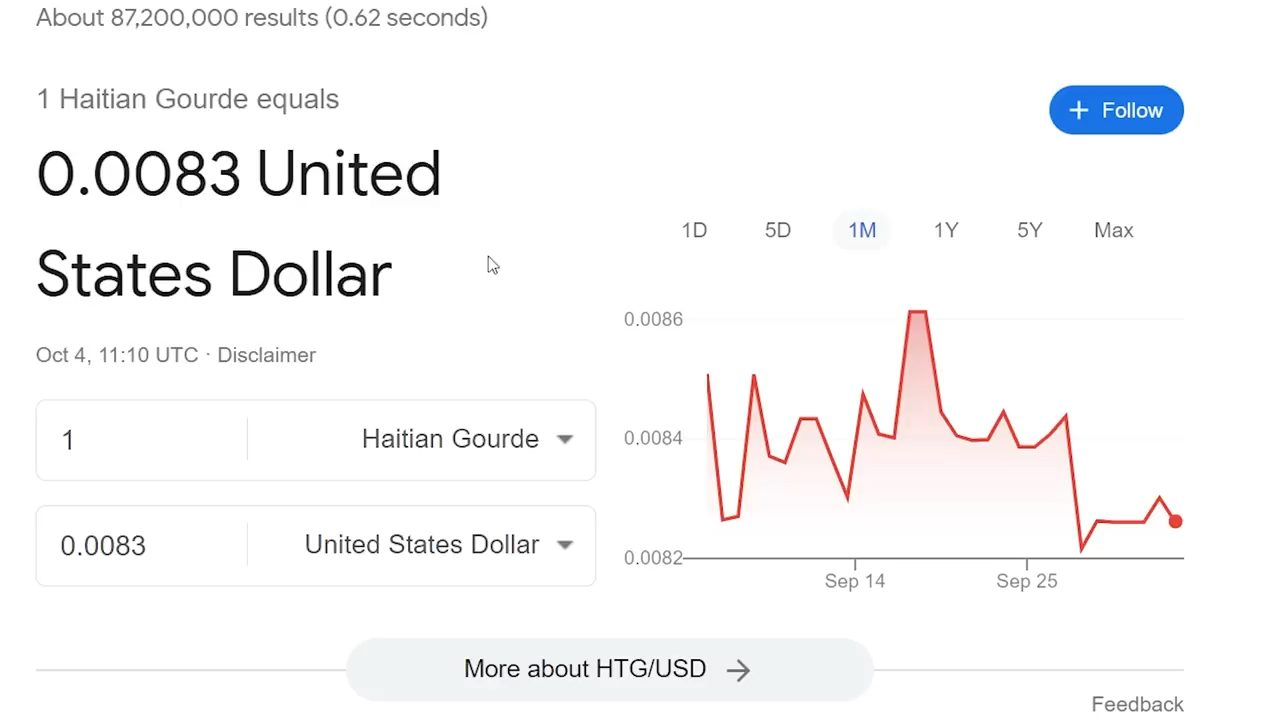 About 87,200,000 results (0.62 seconds)
1 Haitian Gourde equals
+ Follow
0.0083 United
States Dollar
Oct 4, 11:10 UTC · Disclaimer
1 Haitian Gourde
0.0083 United States Dollar
1D 5D 1M 1Y 5Y Max
0.0086
0.0084
0.0082
Sep 14 Sep 25
More about HTG/USD →
Feedback